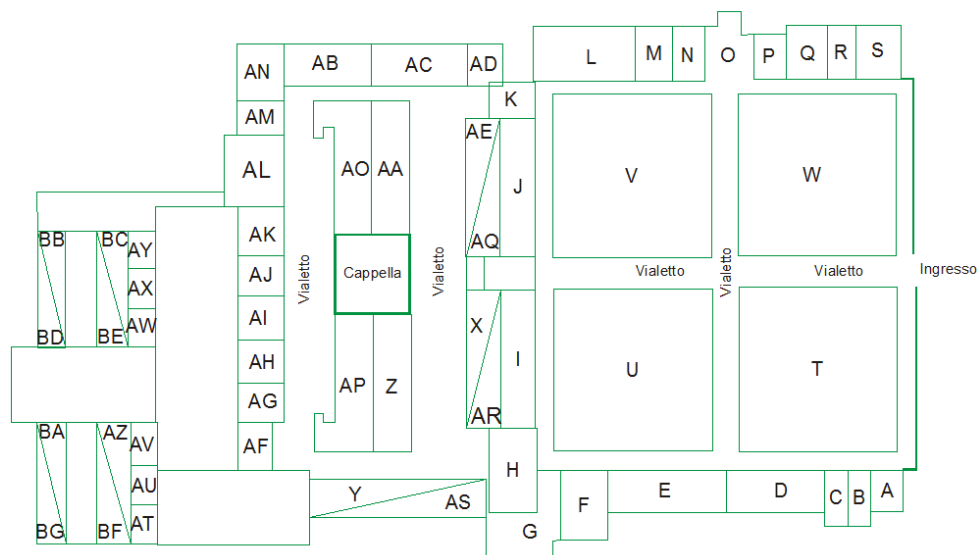 AB
AC
AD
L
M
N
O
P
Q
R
S
AN
K
AM
AE
AO
AA
AL
J
V
W
AK
AQ
BB
BC
AY
AJ
Vialetto
Cappella
Vialetto
Vialetto
Vialetto
Vialetto
Ingresso
AX
AI
X
BD
BE
AW
AH
I
U
T
AP
Z
AG
AR
BA
AZ
AV
AF
H
AU
Y
AS
E
D
C
B
A
F
BG
BF
AT
G